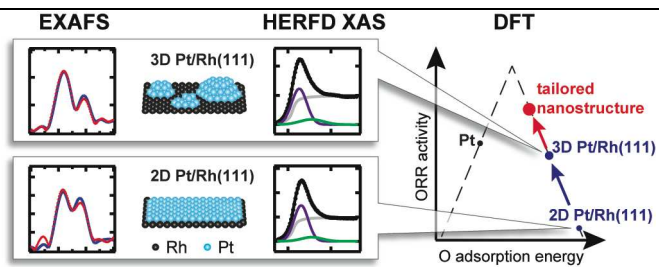 EXAFS
HERFD XAS
DFT
3D Pt/Rh(111)
2D Pt/Rh(111)
Rh
Pt
ORR activity
tailored
nanostructure
Pt
3D Pt/Rh(111)
2D Pt/Rh(111)
O adsorption energy